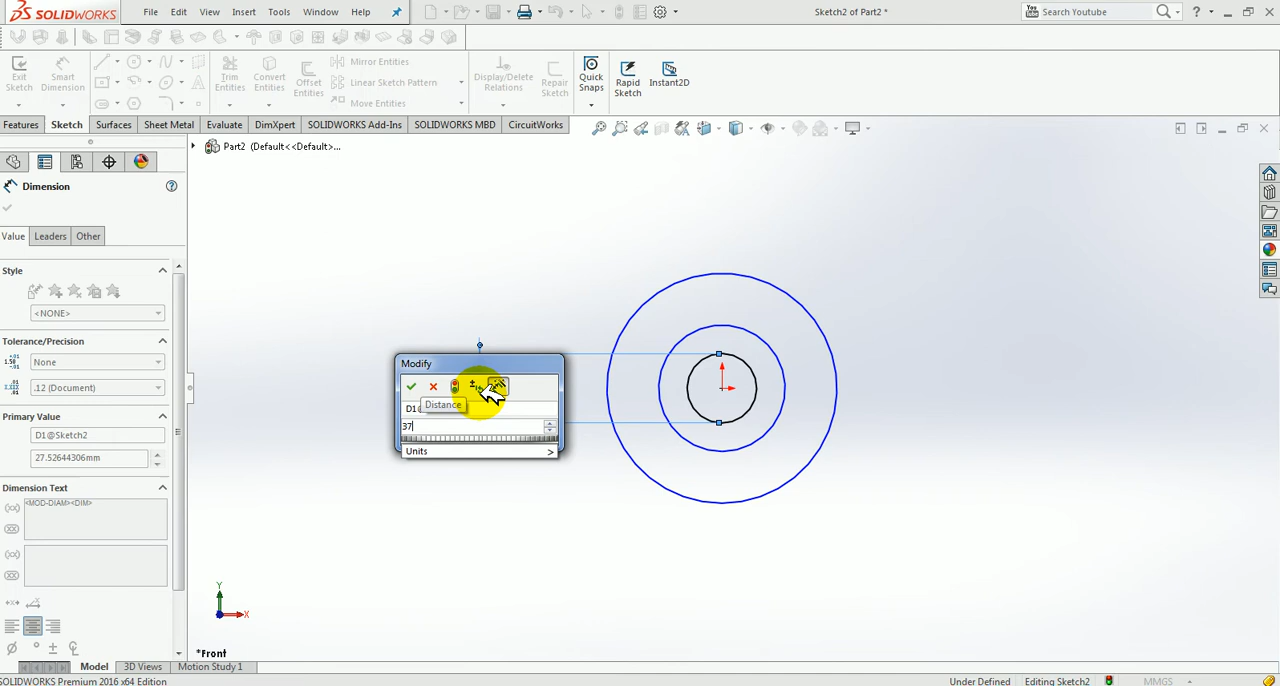 SOLIDWORKS File Edit View Insert Tools Window Help Sketch2 of Part2 * Search Youtube
Exit Sketch
Smart Dimension
Trim Entities
Convert Entities
Offset Entities
Mirror Entities
Linear Sketch Pattern
Move Entities
Display/Delete Relations
Repair Sketch
Quick Snaps
Rapid Sketch
Instant2D
Features Sketch Surfaces Sheet Metal Evaluate DimXpert SOLIDWORKS Add-Ins SOLIDWORKS MBD CircuitWorks
Part2 (Default<<Default>...
Dimension
Value Leaders Other
Style
<NONE>
Tolerance/Precision
None
.12 (Document)
Primary Value
D1@Sketch2
27.52644306mm
Dimension Text
<MOD-DIAM><DIM>
Modify
D1@
Distance
37
Units >
Y
X
*Front
Model 3D Views Motion Study 1
SOLIDWORKS Premium 2016 x64 Edition Under Defined Editing Sketch2 MMGS